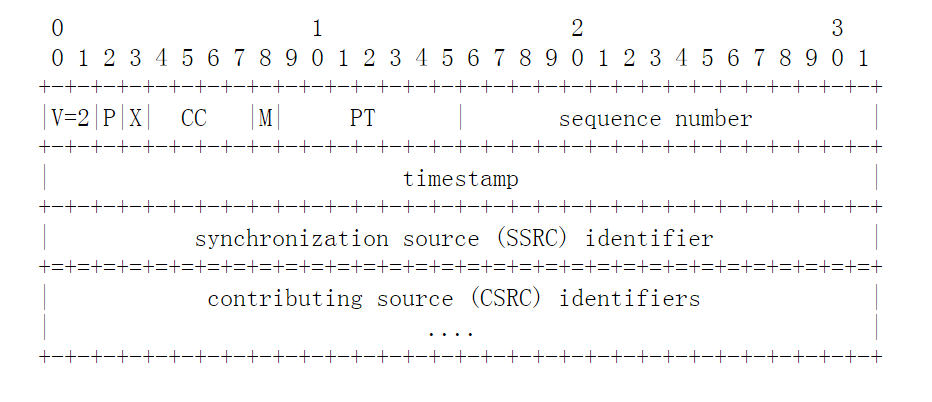 0                   1                   2                   3
0 1 2 3 4 5 6 7 8 9 0 1 2 3 4 5 6 7 8 9 0 1 2 3 4 5 6 7 8 9 0 1
+-+-+-+-+-+-+-+-+-+-+-+-+-+-+-+-+-+-+-+-+-+-+-+-+-+-+-+-+-+-+-+-+
|V=2|P|X|  CC   |M|     PT      |       sequence number         |
+-+-+-+-+-+-+-+-+-+-+-+-+-+-+-+-+-+-+-+-+-+-+-+-+-+-+-+-+-+-+-+-+
|                           timestamp                           |
+-+-+-+-+-+-+-+-+-+-+-+-+-+-+-+-+-+-+-+-+-+-+-+-+-+-+-+-+-+-+-+-+
|           synchronization source (SSRC) identifier            |
+=+=+=+=+=+=+=+=+=+=+=+=+=+=+=+=+=+=+=+=+=+=+=+=+=+=+=+=+=+=+=+=+
|            contributing source (CSRC) identifiers             |
|                             ....                              |
+-+-+-+-+-+-+-+-+-+-+-+-+-+-+-+-+-+-+-+-+-+-+-+-+-+-+-+-+-+-+-+-+